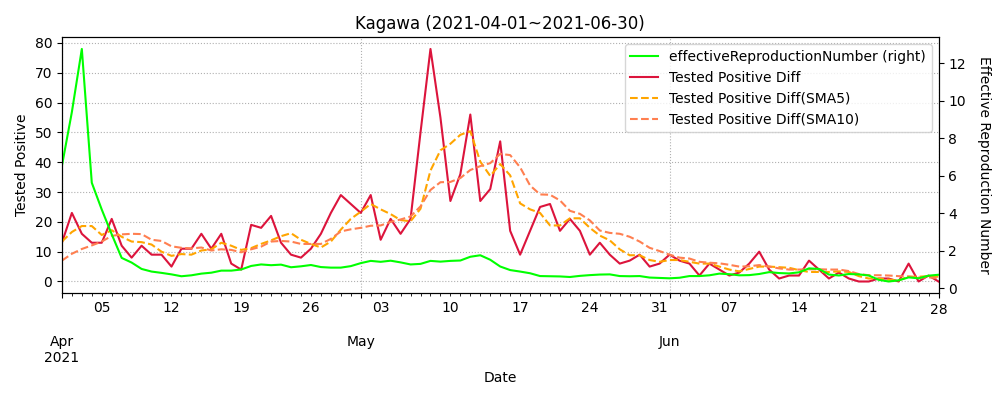 Kagawa (2021-04-01~2021-06-30)
effectiveReproductionNumber (right)
Tested Positive Diff
Tested Positive Diff(SMA5)
Tested Positive Diff(SMA10)
Tested Positive
80
70
60
50
40
30
20
10
0
Effective Reproduction Number
12
10
8
6
4
2
0
05 12 19 26 03 10 17 24 31 07 14 21 28
Apr May Jun
2021
Date